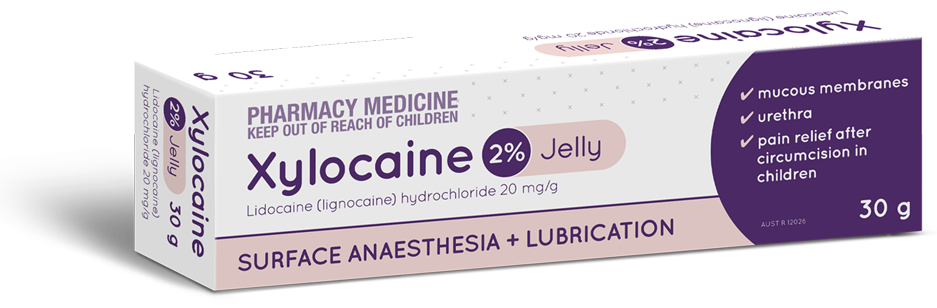 Lidocaine (lignocaine) hydrochloride 20 mg/g
Xylocaine 2% Jelly
30 g
PHARMACY MEDICINE
KEEP OUT OF REACH OF CHILDREN
Xylocaine 2% Jelly
Lidocaine (lignocaine) hydrochloride 20 mg/g
SURFACE ANAESTHESIA + LUBRICATION
✓ mucous membranes
✓ urethra
✓ pain relief after
circumcision in
children
AUST R 12026
30 g
Xylocaine
2% Jelly 30 g
Lidocaine (lignocaine)
hydrochloride 20 mg/g